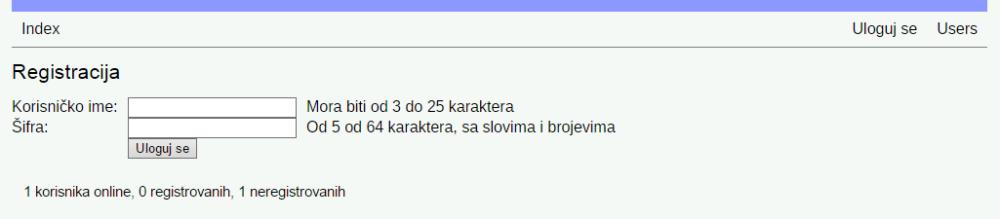 Index Uloguj se Users
Registracija
Korisničko ime: Mora biti od 3 do 25 karaktera
Šifra: Od 5 od 64 karaktera, sa slovima i brojevima
Uloguj se
1 korisnika online, 0 registrovanih, 1 neregistrovanih